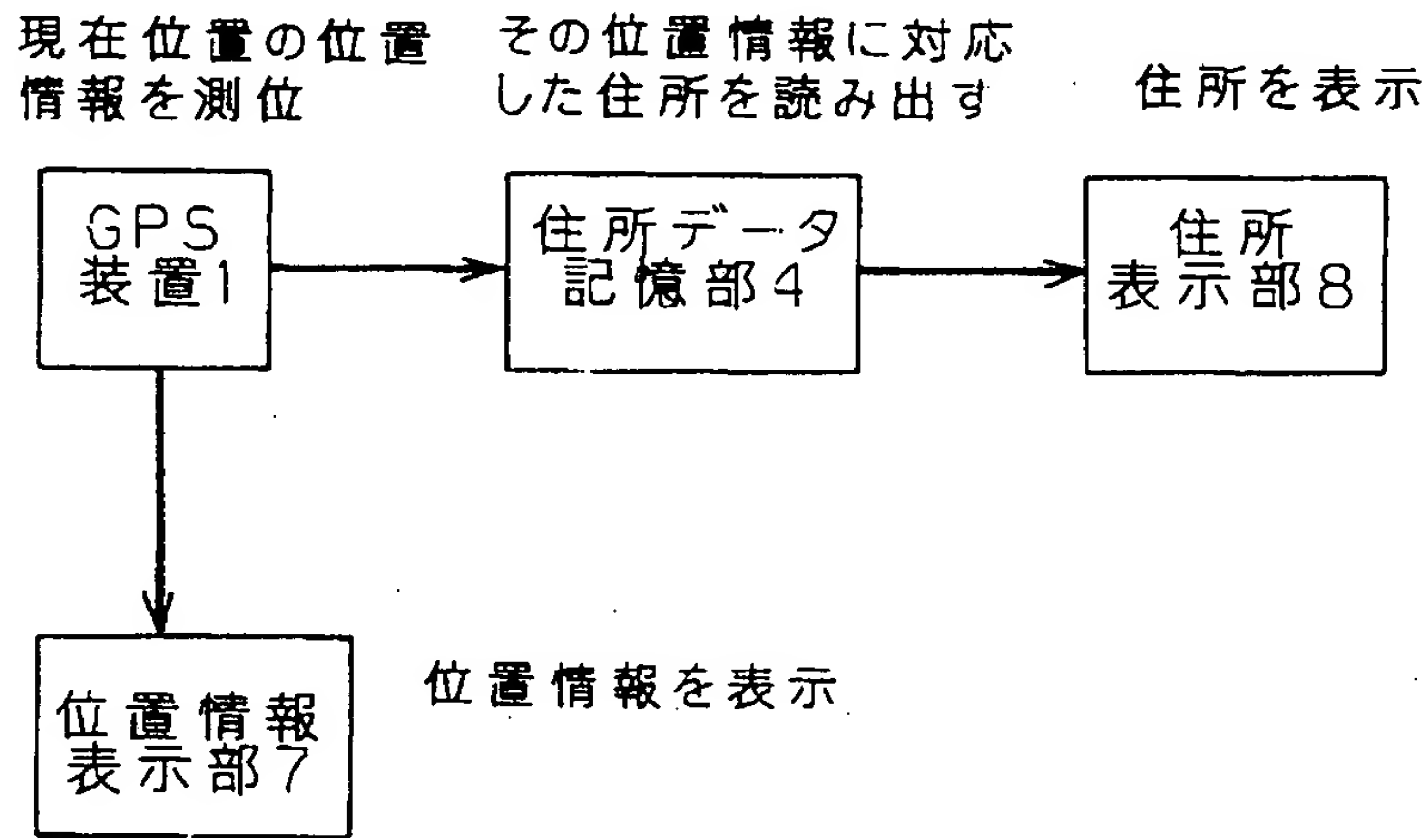 現在位置の位置
情報を測位
その位置情報に対応
した住所を読み出す
住所を表示
GPS
装置1
住所データ
記憶部4
住所
表示部8
位置情報
表示部7
位置情報を表示